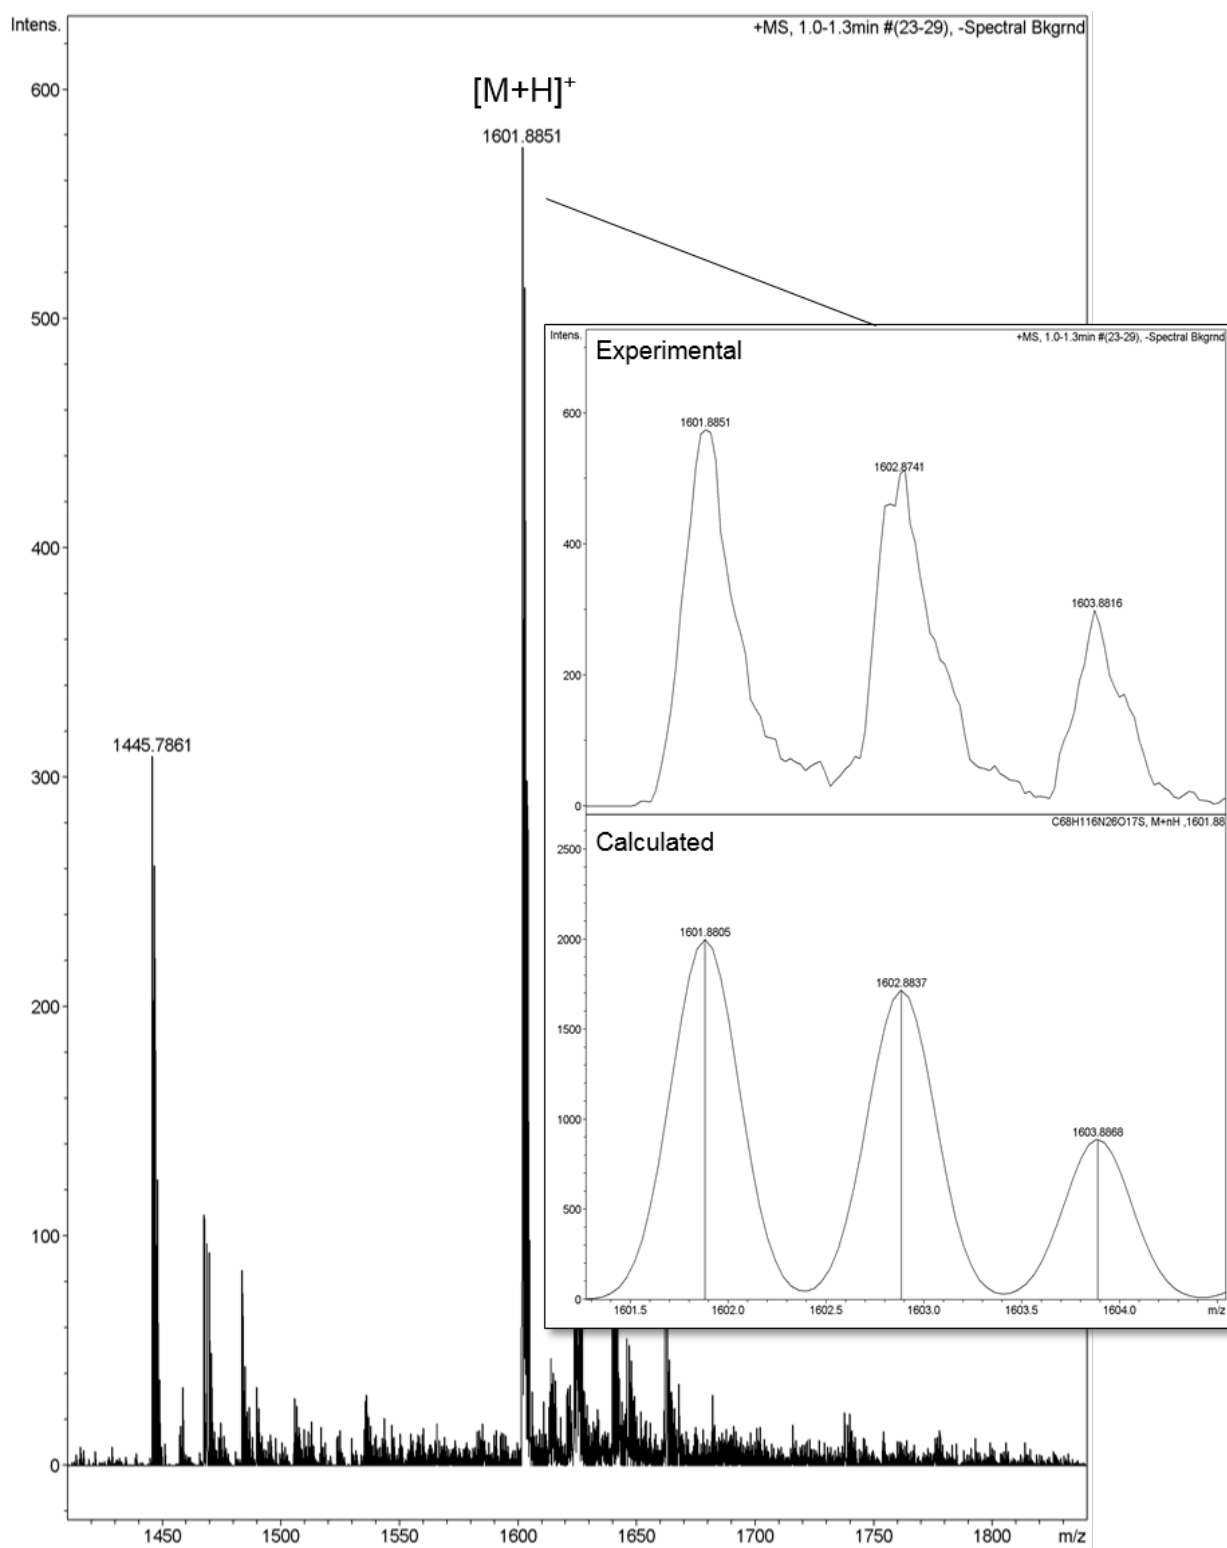 Intens.
+MS, 1.0-1.3min #(23-29), -Spectral Bkgrnd
600
[M+H]+
1601.8851
500
Intens.
+MS, 1.0-1.3min #(23-29), -Spectral Bkgrnd
Experimental
600
1601.8851
1602.8741
400
400
1603.8816
200
1445.7861
300
0
C68H116N26O17S, M+nH ,1601.88
Calculated
2500
1601.8805
2000
1602.8837
200
1500
1603.8868
1000
100
500
0
1601.5 1602.0 1602.5 1603.0 1603.5 1604.0 m/z
0
1450 1500 1550 1600 1650 1700 1750 1800 m/z